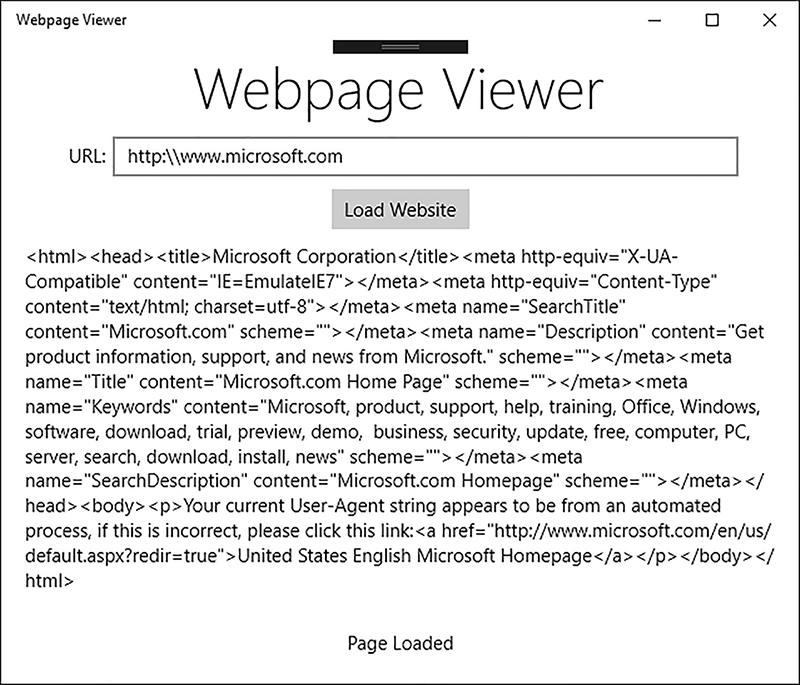 Webpage Viewer
Webpage Viewer
URL: http:\\www.microsoft.com
Load Website
<html><head><title>Microsoft Corporation</title><meta http-equiv="X-UA-
Compatible" content="IE=EmulateIE7"></meta><meta http-equiv="Content-Type"
content="text/html; charset=utf-8"></meta><meta name="SearchTitle"
content="Microsoft.com" scheme=""></meta><meta name="Description" content="Get
product information, support, and news from Microsoft." scheme=""></meta><meta
name="Title" content="Microsoft.com Home Page" scheme=""></meta><meta
name="Keywords" content="Microsoft, product, support, help, training, Office, Windows,
software, download, trial, preview, demo,  business, security, update, free, computer, PC,
server, search, download, install, news" scheme=""></meta><meta
name="SearchDescription" content="Microsoft.com Homepage" scheme=""></meta></
head><body><p>Your current User-Agent string appears to be from an automated
process, if this is incorrect, please click this link:<a href="http://www.microsoft.com/en/us/
default.aspx?redir=true">United States English Microsoft Homepage</a></p></body></
html>
Page Loaded